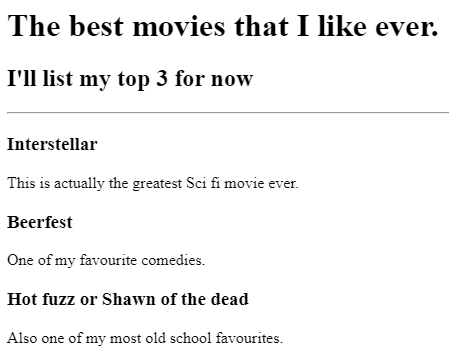 The best movies that I like ever.
I'll list my top 3 for now
Interstellar
This is actually the greatest Sci fi movie ever.
Beerfest
One of my favourite comedies.
Hot fuzz or Shawn of the dead
Also one of my most old school favourites.